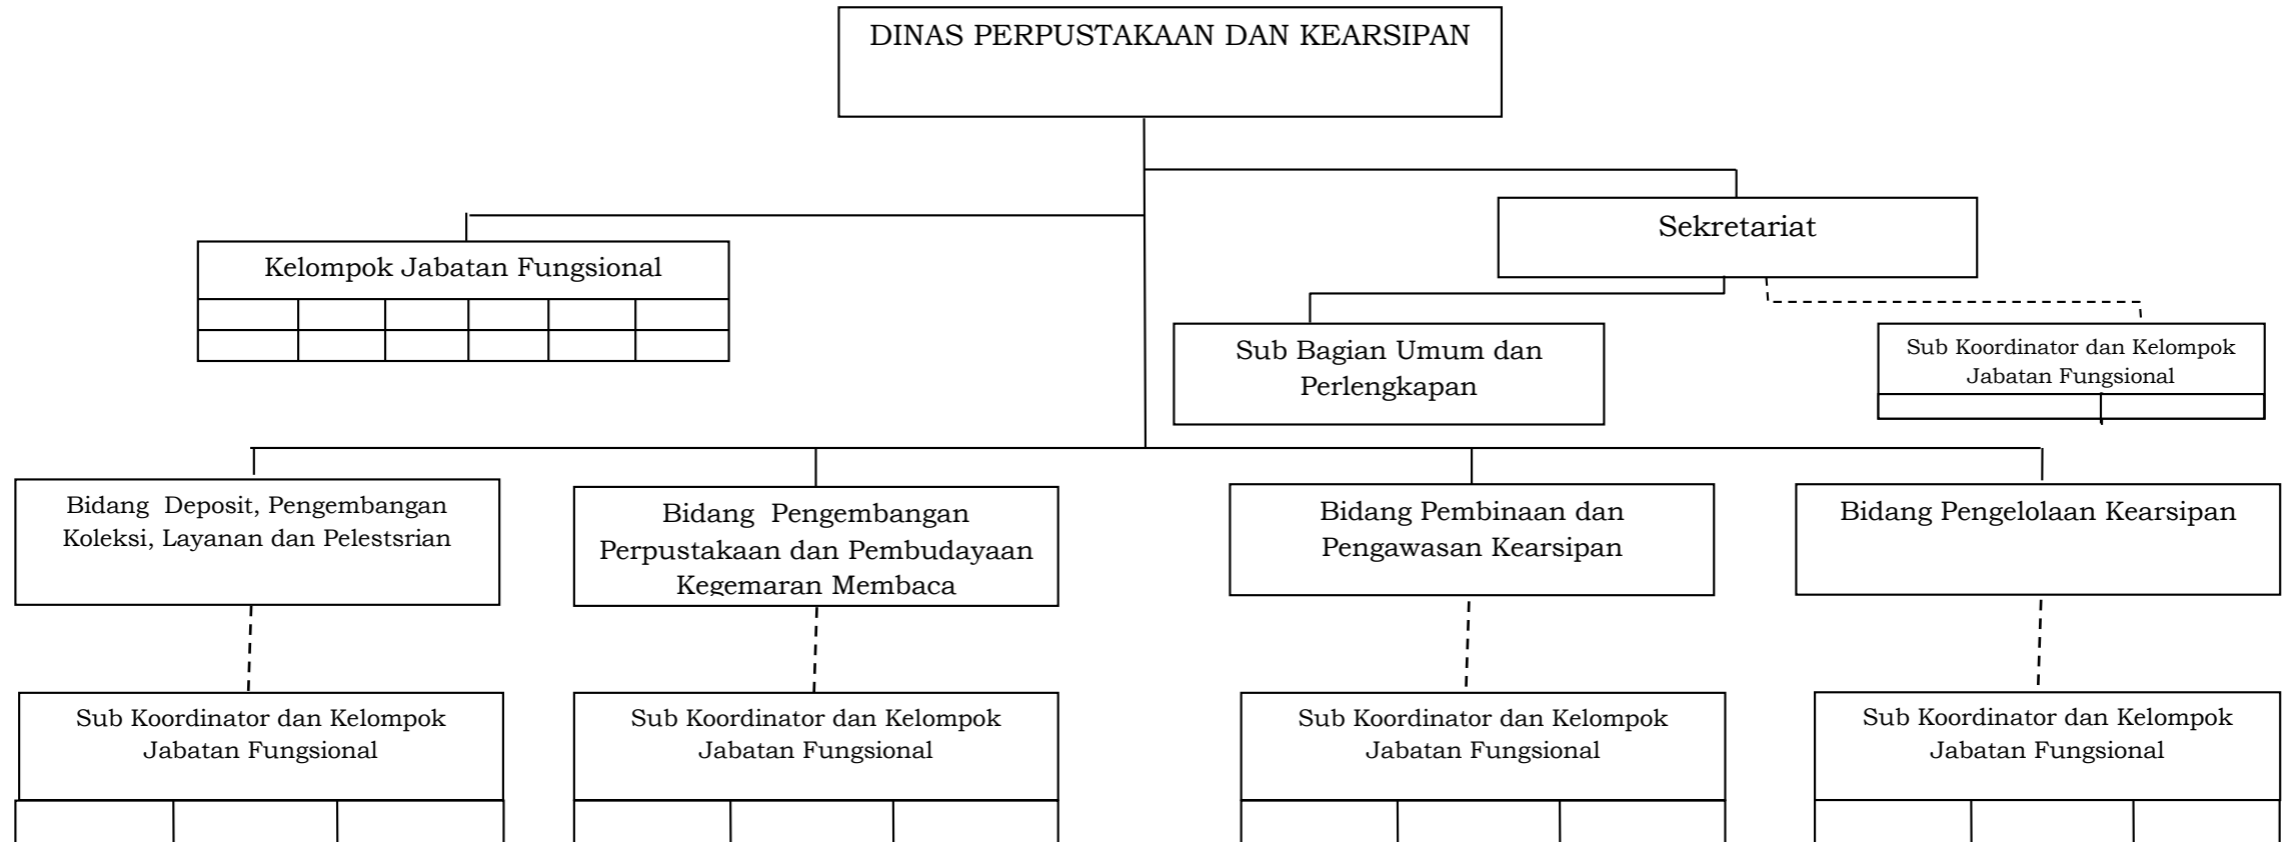 DINAS PERPUSTAKAAN DAN KEARSIPAN
Sekretariat
Kelompok Jabatan Fungsional
Sub Bagian Umum dan
Perlengkapan
Sub Koordinator dan Kelompok
Jabatan Fungsional
Bidang Deposit, Pengembangan
Koleksi, Layanan dan Pelestsrian
Bidang Pengembangan
Perpustakaan dan Pembudayaan
Kegemaran Membaca
Bidang Pembinaan dan
Pengawasan Kearsipan
Bidang Pengelolaan Kearsipan
Sub Koordinator dan Kelompok
Jabatan Fungsional
Sub Koordinator dan Kelompok
Jabatan Fungsional
Sub Koordinator dan Kelompok
Jabatan Fungsional
Sub Koordinator dan Kelompok
Jabatan Fungsional